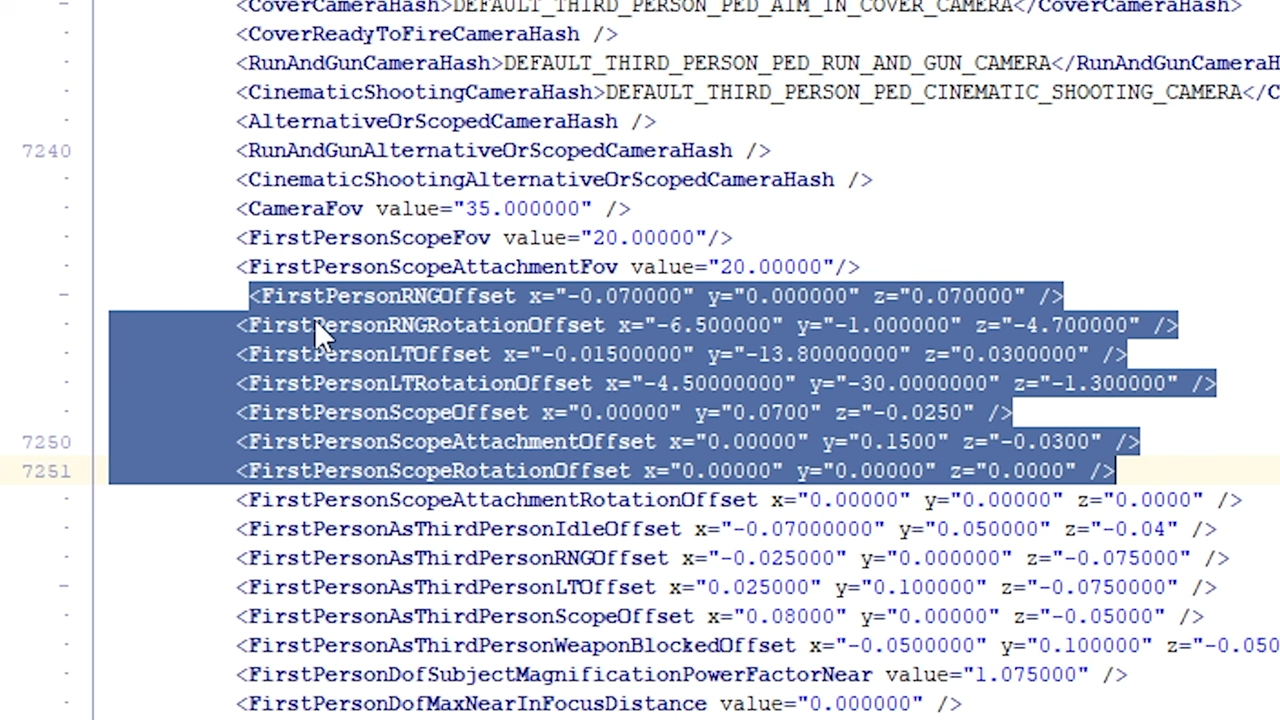 <CoverCameraHash>DEFAULT_THIRD_PERSON_PED_AIM_IN_COVER_CAMERA</CoverCameraHash>
<CoverReadyToFireCameraHash />
<RunAndGunCameraHash>DEFAULT_THIRD_PERSON_PED_RUN_AND_GUN_CAMERA</RunAndGunCameraH
<CinematicShootingCameraHash>DEFAULT_THIRD_PERSON_PED_CINEMATIC_SHOOTING_CAMERA</C
<AlternativeOrScopedCameraHash />
7240 <RunAndGunAlternativeOrScopedCameraHash />
<CinematicShootingAlternativeOrScopedCameraHash />
<CameraFov value="35.000000" />
<FirstPersonScopeFov value="20.00000"/>
<FirstPersonScopeAttachmentFov value="20.00000"/>
<FirstPersonRNGOffset x="-0.070000" y="0.000000" z="0.070000" />
<FirstPersonRNGRotationOffset x="-6.500000" y="-1.000000" z="-4.700000" />
<FirstPersonLTOffset x="-0.01500000" y="-13.80000000" z="0.0300000" />
<FirstPersonLTRotationOffset x="-4.50000000" y="-30.0000000" z="-1.300000" />
<FirstPersonScopeOffset x="0.00000" y="0.0700" z="-0.0250" />
7250 <FirstPersonScopeAttachmentOffset x="0.00000" y="0.1500" z="-0.0300" />
7251 <FirstPersonScopeRotationOffset x="0.00000" y="0.00000" z="0.0000" />
<FirstPersonScopeAttachmentRotationOffset x="0.00000" y="0.00000" z="0.0000" />
<FirstPersonAsThirdPersonIdleOffset x="-0.07000000" y="0.050000" z="-0.04" />
<FirstPersonAsThirdPersonRNGOffset x="-0.025000" y="0.000000" z="-0.075000" />
<FirstPersonAsThirdPersonLTOffset x="0.025000" y="0.100000" z="-0.0750000" />
<FirstPersonAsThirdPersonScopeOffset x="0.08000" y="0.00000" z="-0.05000" />
<FirstPersonAsThirdPersonWeaponBlockedOffset x="-0.0500000" y="0.100000" z="-0.050
<FirstPersonDofSubjectMagnificationPowerFactorNear value="1.075000" />
<FirstPersonDofMaxNearInFocusDistance value="0.000000" />